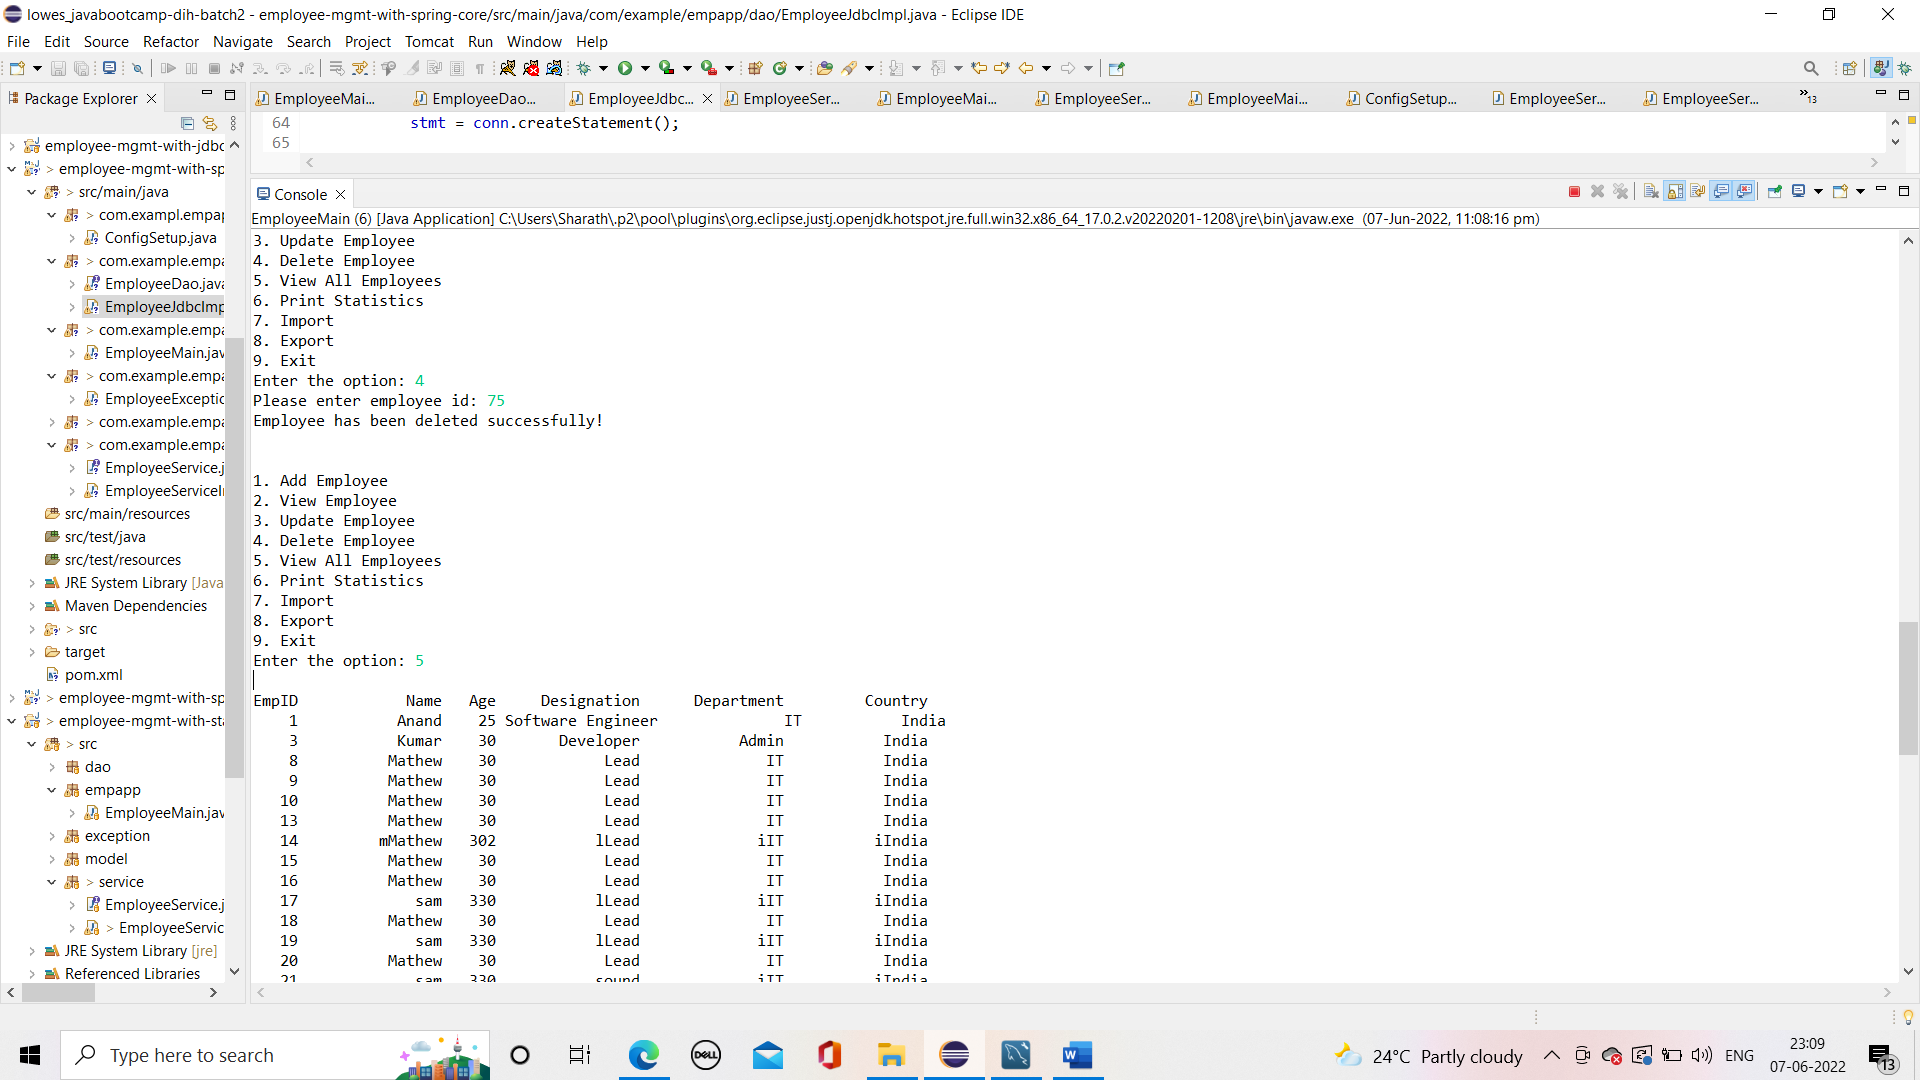 lowes_javabootcamp-dih-batch2 - employee-mgmt-with-spring-core/src/main/java/com/example/empapp/dao/EmployeeJdbcImpl.java - Eclipse IDE
File Edit Source Refactor Navigate Search Project Tomcat Run Window Help
Package Explorer
EmployeeMai... EmployeeDao... EmployeeJdbc... EmployeeSer... EmployeeMai... EmployeeSer... EmployeeMai... ConfigSetup... EmployeeSer... EmployeeSer... »13
employee-mgmt-with-jdbc
> employee-mgmt-with-sp
> src/main/java
> com.exampl.empap
ConfigSetup.java
> com.example.empa
EmployeeDao.java
EmployeeJdbcImp
> com.example.empa
EmployeeMain.jav
> com.example.empa
EmployeeExceptic
> com.example.empa
> com.example.empa
EmployeeService.j
EmployeeServiceI
src/main/resources
src/test/java
src/test/resources
JRE System Library [Java
Maven Dependencies
> src
target
pom.xml
> employee-mgmt-with-sp
> employee-mgmt-with-sta
> src
dao
empapp
EmployeeMain.jav
exception
model
> service
EmployeeService.j
> EmployeeServic
JRE System Library [jre]
Referenced Libraries
64 stmt = conn.createStatement();
65
Console
EmployeeMain (6) [Java Application] C:\Users\Sharath\.p2\pool\plugins\org.eclipse.justj.openjdk.hotspot.jre.full.win32.x86_64_17.0.2.v20220201-1208\jre\bin\javaw.exe (07-Jun-2022, 11:08:16 pm)
3. Update Employee
4. Delete Employee
5. View All Employees
6. Print Statistics
7. Import
8. Export
9. Exit
Enter the option: 4
Please enter employee id: 75
Employee has been deleted successfully!
1. Add Employee
2. View Employee
3. Update Employee
4. Delete Employee
5. View All Employees
6. Print Statistics
7. Import
8. Export
9. Exit
Enter the option: 5
EmpID Name Age Designation Department Country
1 Anand 25 Software Engineer IT India
3 Kumar 30 Developer Admin India
8 Mathew 30 Lead IT India
9 Mathew 30 Lead IT India
10 Mathew 30 Lead IT India
13 Mathew 30 Lead IT India
14 mMathew 302 lLead iIT iIndia
15 Mathew 30 Lead IT India
16 Mathew 30 Lead IT India
17 sam 330 lLead iIT iIndia
18 Mathew 30 Lead IT India
19 sam 330 lLead iIT iIndia
20 Mathew 30 Lead IT India
21 sam 330 sound iIT iIndia
Type here to search
DELL
24°C Partly cloudy
ENG
23:09
07-06-2022
13